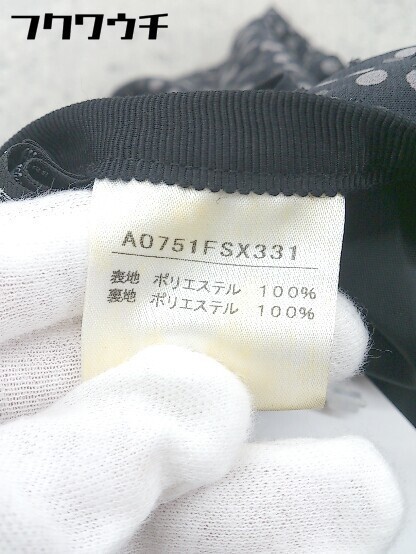 フクワウチ
A0751FSX331
表地 ポリエステル 100%
裏地 ポリエステル 100%